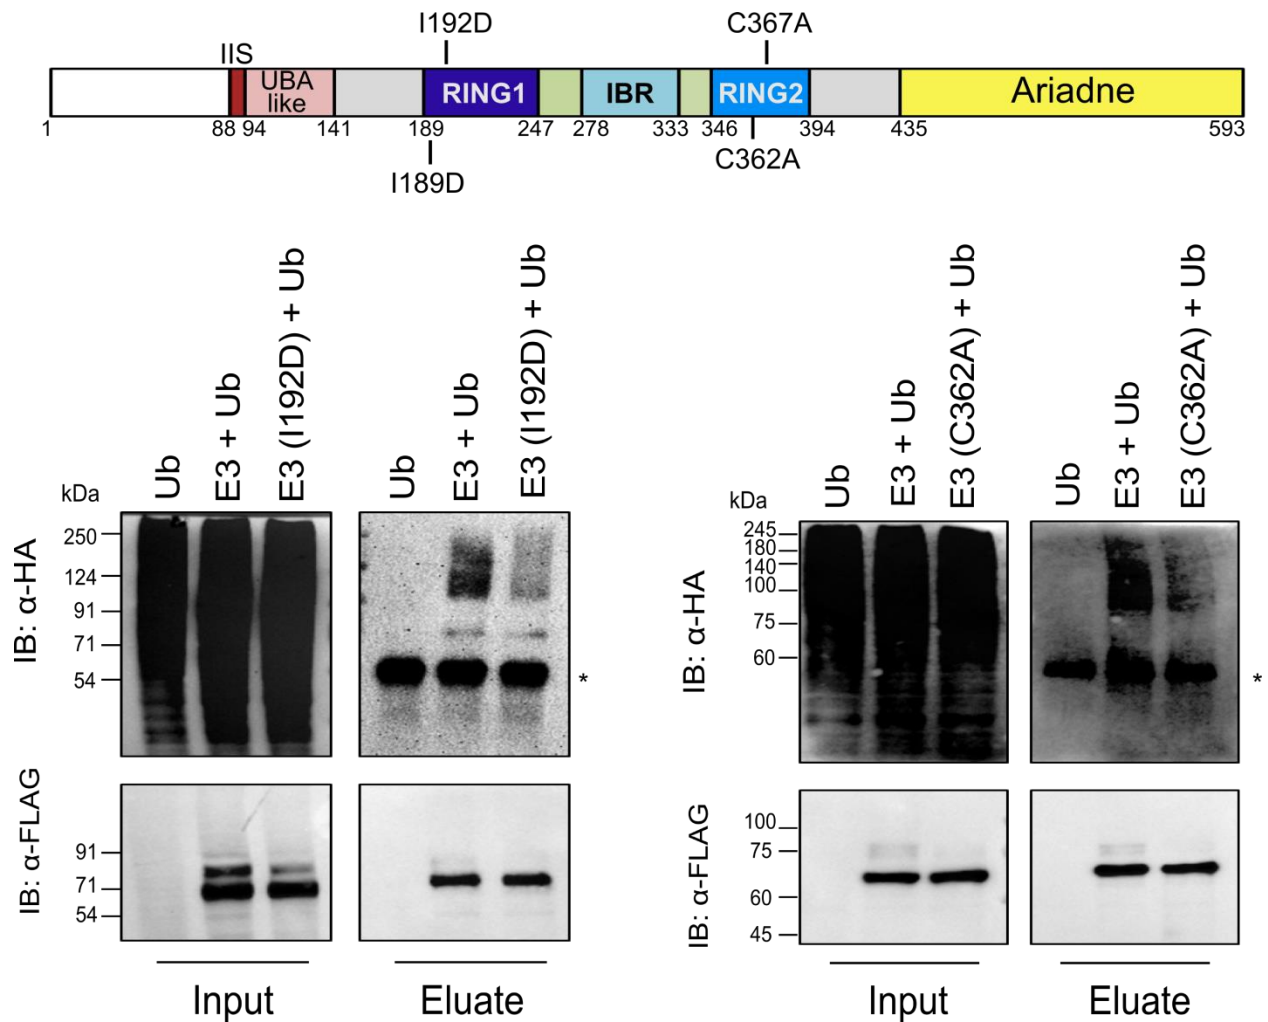 I192D C367A
IIS
UBA like RING1 IBR RING2 Ariadne
1 88 94 141 189 247 278 333 346 394 435 593
I189D C362A
Ub
E3 + Ub
E3 (I192D) + Ub
Ub
E3 + Ub
E3 (I192D) + Ub
Ub
E3 + Ub
E3 (C362A) + Ub
Ub
E3 + Ub
E3 (C362A) + Ub
kDa
IB: α-HA
250
124
91
71
54
*
IB: α-FLAG
91
71
54
Input Eluate
kDa
IB: α-HA
245
180
140
100
75
60
*
IB: α-FLAG
100
75
60
45
Input Eluate